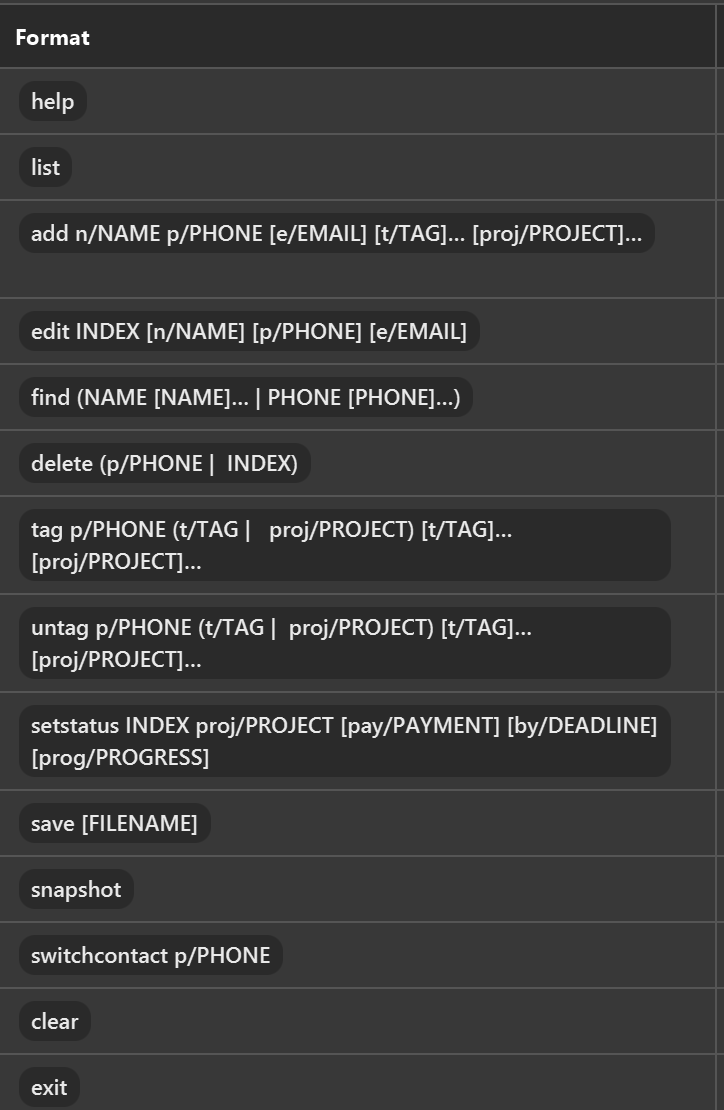 Format
help
list
add n/NAME p/PHONE [e/EMAIL] [t/TAG]… [proj/PROJECT]…
edit INDEX [n/NAME] [p/PHONE] [e/EMAIL]
find (NAME [NAME]… | PHONE [PHONE]…)
delete (p/PHONE |  INDEX)
tag p/PHONE (t/TAG |   proj/PROJECT) [t/TAG]…
[proj/PROJECT]…
untag p/PHONE (t/TAG |  proj/PROJECT) [t/TAG]…
[proj/PROJECT]…
setstatus INDEX proj/PROJECT [pay/PAYMENT] [by/DEADLINE]
[prog/PROGRESS]
save [FILENAME]
snapshot
switchcontact p/PHONE
clear
exit